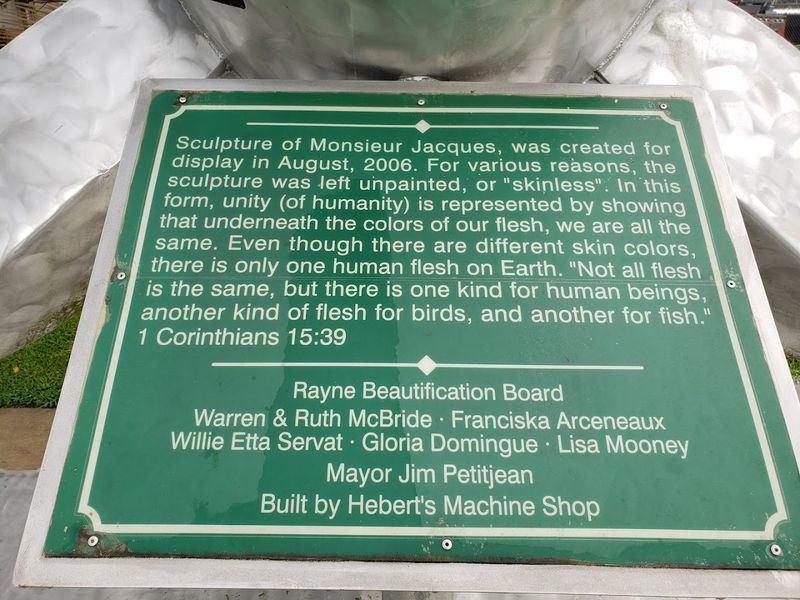 Sculpture of Monsieur Jacques, was created for
display in August, 2006. For various reasons, the
sculpture was left unpainted, or "skinless". In this
form, unity (of humanity) is represented by showing
that underneath the colors of our flesh, we are all the
same. Even though there are different skin colors,
there is only one human flesh on Earth. "Not all flesh
is the same, but there is one kind for human beings,
another kind of flesh for birds, and another for fish."
1 Corinthians 15:39
Rayne Beautification Board
Warren & Ruth McBride · Franciska Arceneaux
Willie Etta Servat · Gloria Domingue · Lisa Mooney
Mayor Jim Petitjean
Built by Hebert's Machine Shop